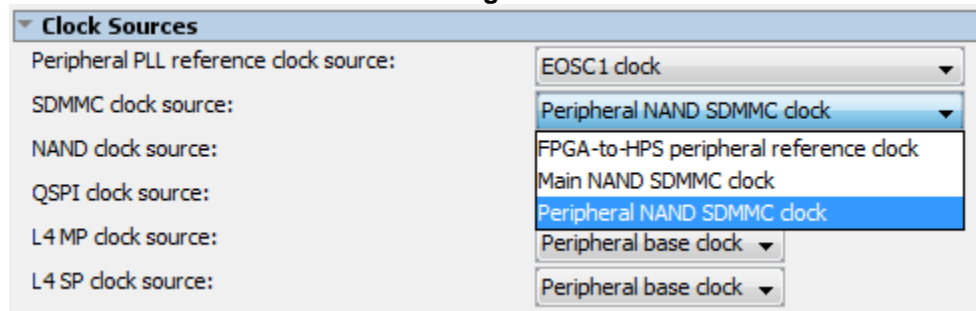 Clock Sources
Peripheral PLL reference clock source: EOSC1 clock
SDMMC clock source: Peripheral NAND SDMMC clock
NAND clock source: FPGA-to-HPS peripheral reference clock
Main NAND SDMMC clock
QSPI clock source:
Peripheral NAND SDMMC clock
L4 MP clock source: Peripheral base clock
L4 SP clock source: Peripheral base clock